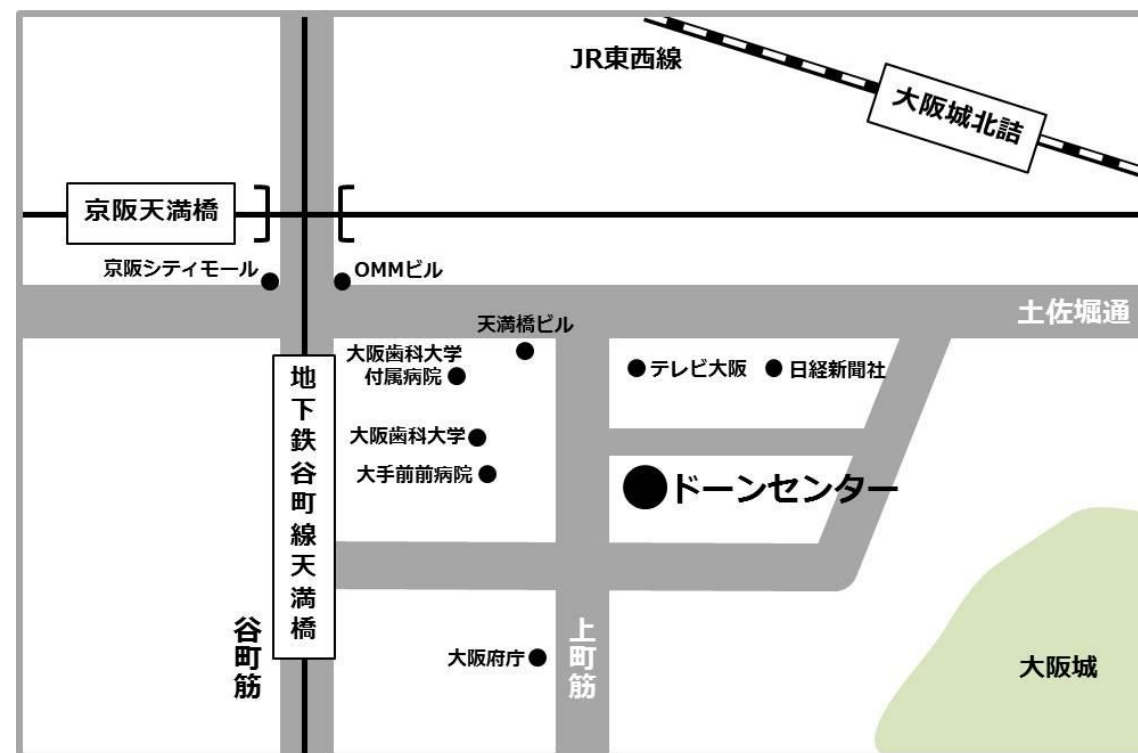 JR東西線
大阪城北詰
京阪天満橋
京阪シティモール
OMMビル
土佐堀通
天満橋ビル
大阪歯科大学
付属病院
テレビ大阪
日経新聞社
地下鉄谷町線天満橋
大阪歯科大学
大手前前病院
ドーンセンター
谷町筋
上町筋
大阪府庁
大阪城